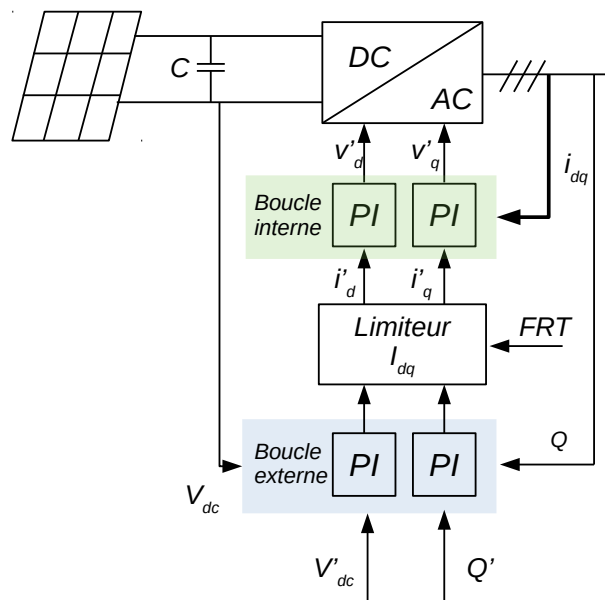 C
DC
AC
v'd
v'q
idq
Boucle
interne
PI
PI
i'd
i'q
Limiteur
Idq
FRT
Boucle
externe
PI
PI
Q
Vdc
V'dc
Q'